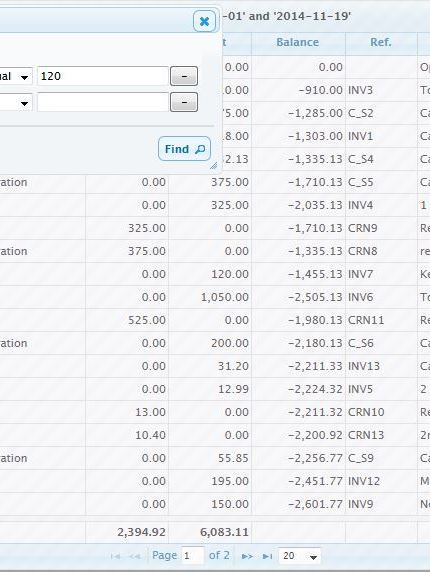 -01' and '2014-11-19'
t Balance Ref.
0.00 0.00 Op
ual 120 0.00 -910.00 INV3 To
75.00 -1,285.00 C_S2 Ca
8.00 -1,303.00 INV1 Ca
Find 32.13 -1,335.13 C_S4 Ca
ration 0.00 375.00 -1,710.13 C_S5 Ca
0.00 325.00 -2,035.13 INV4 1
325.00 0.00 -1,710.13 CRN9 Re
ration 375.00 0.00 -1,335.13 CRN8 re
0.00 120.00 -1,455.13 INV7 Ke
0.00 1,050.00 -2,505.13 INV6 To
525.00 0.00 -1,980.13 CRN11 Re
ration 0.00 200.00 -2,180.13 C_S6 Ca
0.00 31.20 -2,211.33 INV13 Ca
0.00 12.99 -2,224.32 INV5 2
13.00 0.00 -2,211.32 CRN10 Re
10.40 0.00 -2,200.92 CRN13 2r
ration 0.00 55.85 -2,256.77 C_S9 Ca
0.00 195.00 -2,451.77 INV12 M
0.00 150.00 -2,601.77 INV9 No
2,394.92 6,083.11
Page 1 of 2 20